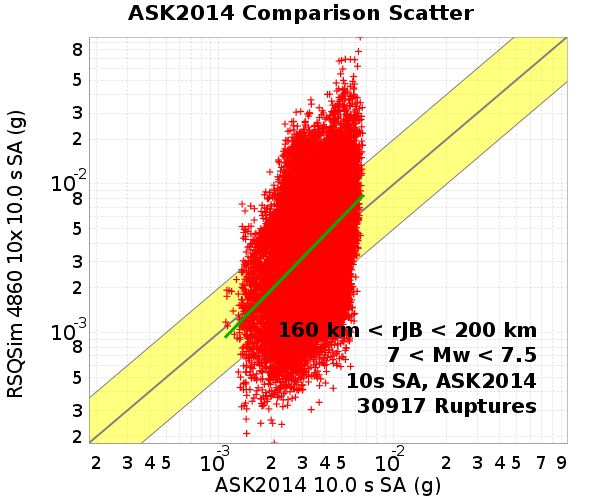 ASK2014 Comparison Scatter
8
5
3
2
10-2
8
5
3
2
10-3
8
5
3
2
RSQSim 4860 10x 10.0 s SA (g)
160 km < rJB < 200 km
7 < Mw < 7.5
10s SA, ASK2014
30917 Ruptures
2 3 4 5 10-3 2 3 4 5 10-2 2 3 4 5 7 9
ASK2014 10.0 s SA (g)